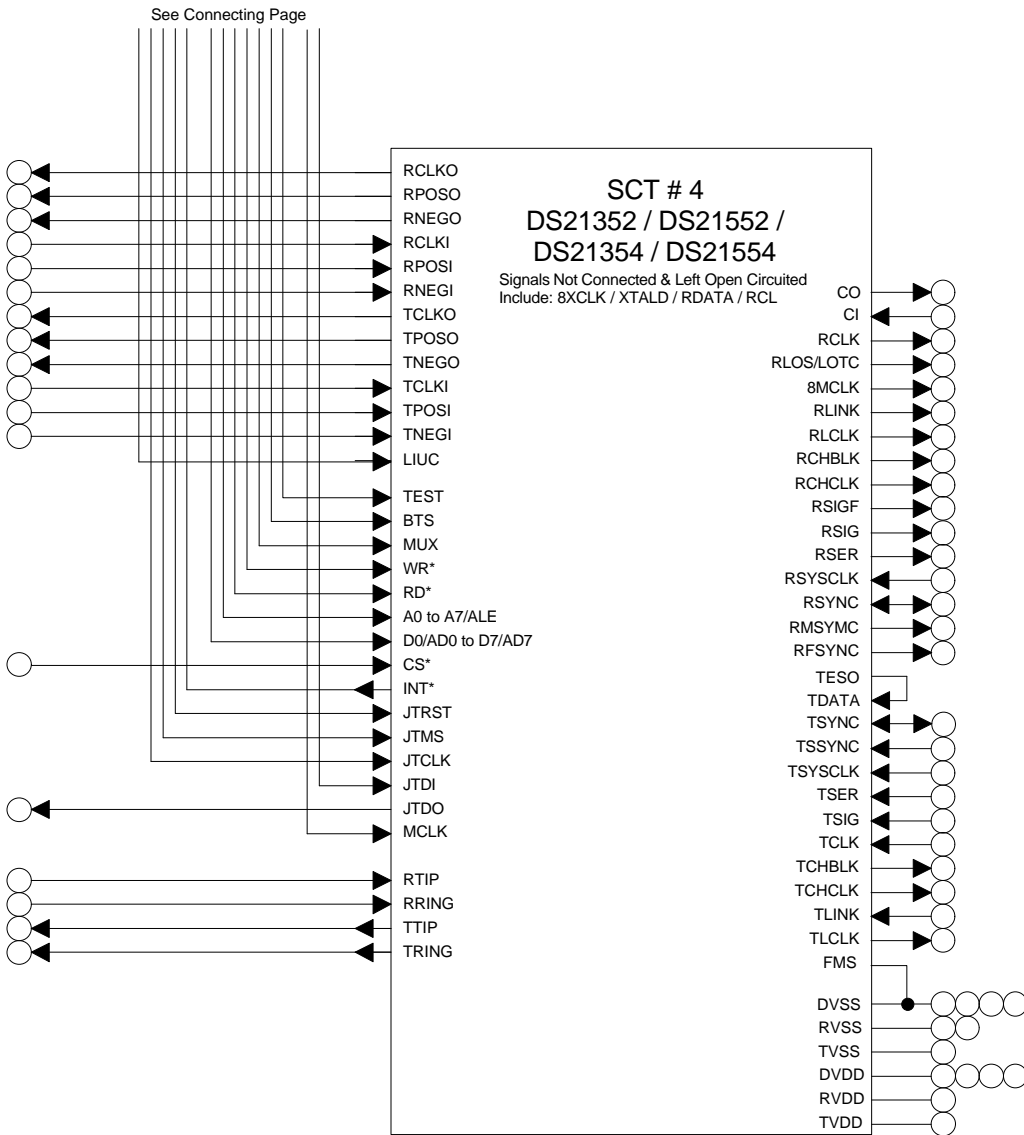 See Connecting Page
SCT # 4
DS21352 / DS21552 /
DS21354 / DS21554
Signals Not Connected & Left Open Circuited
Include: 8XCLK / XTALD / RDATA / RCL
RCLKO
RPOSO
RNEGO
RCLKI
RPOSI
RNEGI
TCLKO
TPOSO
TNEGO
TCLKI
TPOSI
TNEGI
LIUC
TEST
BTS
MUX
WR*
RD*
A0 to A7/ALE
D0/AD0 to D7/AD7
CS*
INT*
JTRST
JTMS
JTCLK
JTDI
JTDO
MCLK
RTIP
RRING
TTIP
TRING
CO
CI
RCLK
RLOS/LOTC
8MCLK
RLINK
RLCLK
RCHBLK
RCHCLK
RSIGF
RSIG
RSER
RSYSCLK
RSYNC
RMSYMC
RFSYNC
TESO
TDATA
TSYNC
TSSYNC
TSYSCLK
TSER
TSIG
TCLK
TCHBLK
TCHCLK
TLINK
TLCLK
FMS
DVSS
RVSS
TVSS
DVDD
RVDD
TVDD